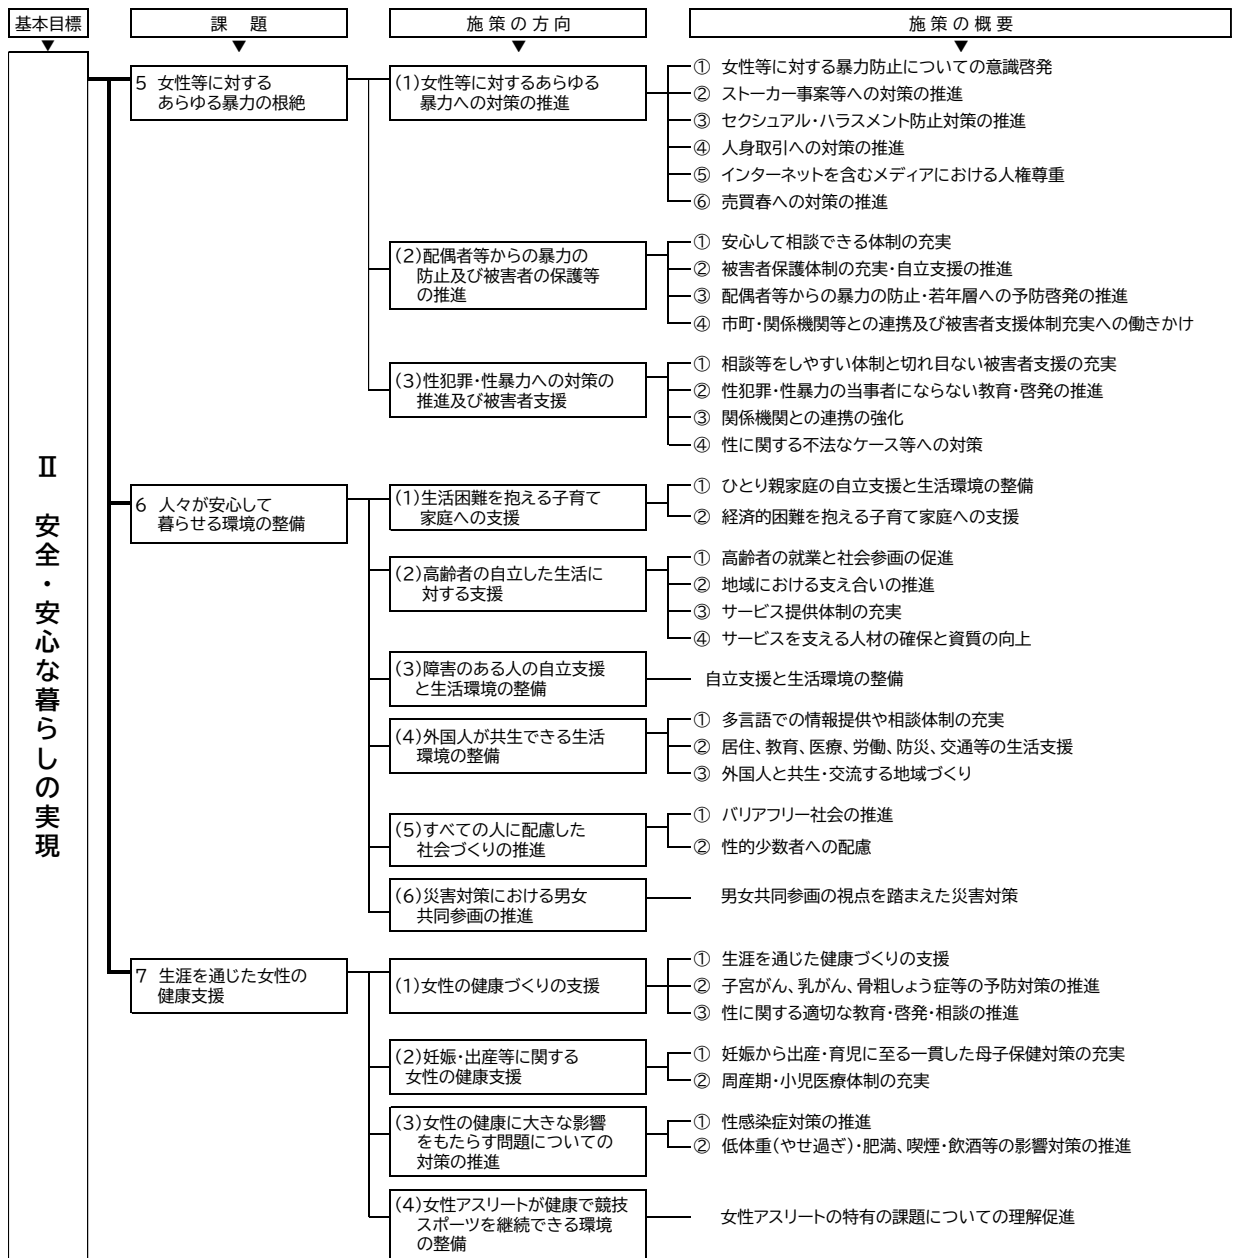 基本目標
課　題
施策の方向
施策の概要
▼
▼
▼
▼
Ⅱ　安全・安心な暮らしの実現
5 女性等に対する
あらゆる暴力の根絶
(1)女性等に対するあらゆる
暴力への対策の推進
① 女性等に対する暴力防止についての意識啓発
② ストーカー事案等への対策の推進
③ セクシュアル・ハラスメント防止対策の推進
④ 人身取引への対策の推進
⑤ インターネットを含むメディアにおける人権尊重
⑥ 売買春への対策の推進
(2)配偶者等からの暴力の
防止及び被害者の保護等
の推進
① 安心して相談できる体制の充実
② 被害者保護体制の充実・自立支援の推進
③ 配偶者等からの暴力の防止・若年層への予防啓発の推進
④ 市町・関係機関等との連携及び被害者支援体制充実への働きかけ
(3)性犯罪・性暴力への対策の
推進及び被害者支援
① 相談等をしやすい体制と切れ目ない被害者支援の充実
② 性犯罪・性暴力の当事者にならない教育・啓発の推進
③ 関係機関との連携の強化
④ 性に関する不法なケース等への対策
6 人々が安心して
暮らせる環境の整備
(1)生活困難を抱える子育て
家庭への支援
① ひとり親家庭の自立支援と生活環境の整備
② 経済的困難を抱える子育て家庭への支援
(2)高齢者の自立した生活に
対する支援
① 高齢者の就業と社会参画の促進
② 地域における支え合いの推進
③ サービス提供体制の充実
④ サービスを支える人材の確保と資質の向上
(3)障害のある人の自立支援
と生活環境の整備
自立支援と生活環境の整備
(4)外国人が共生できる生活
環境の整備
① 多言語での情報提供や相談体制の充実
② 居住、教育、医療、労働、防災、交通等の生活支援
③ 外国人と共生・交流する地域づくり
(5)すべての人に配慮した
社会づくりの推進
① バリアフリー社会の推進
② 性的少数者への配慮
(6)災害対策における男女
共同参画の推進
男女共同参画の視点を踏まえた災害対策
7 生涯を通じた女性の
健康支援
(1)女性の健康づくりの支援
① 生涯を通じた健康づくりの支援
② 子宮がん、乳がん、骨粗しょう症等の予防対策の推進
③ 性に関する適切な教育・啓発・相談の推進
(2)妊娠・出産等に関する
女性の健康支援
① 妊娠から出産・育児に至る一貫した母子保健対策の充実
② 周産期・小児医療体制の充実
(3)女性の健康に大きな影響
をもたらす問題についての
対策の推進
① 性感染症対策の推進
② 低体重(やせ過ぎ)・肥満、喫煙・飲酒等の影響対策の推進
(4)女性アスリートが健康で競技
スポーツを継続できる環境
の整備
女性アスリートの特有の課題についての理解促進